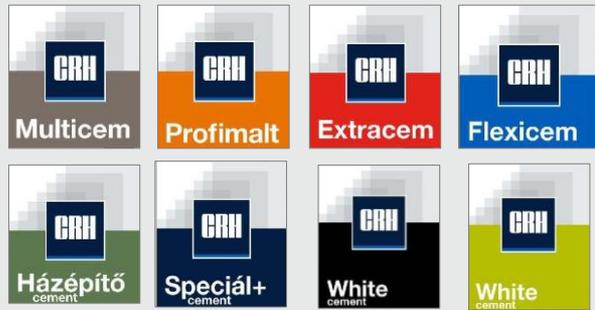 CRH
Multicem
CRH
Profimalt
CRH
Extracem
CRH
Flexicem
CRH
Házépítő
cement
CRH
Speciál+
cement
CRH
White
cement
CRH
White
cement